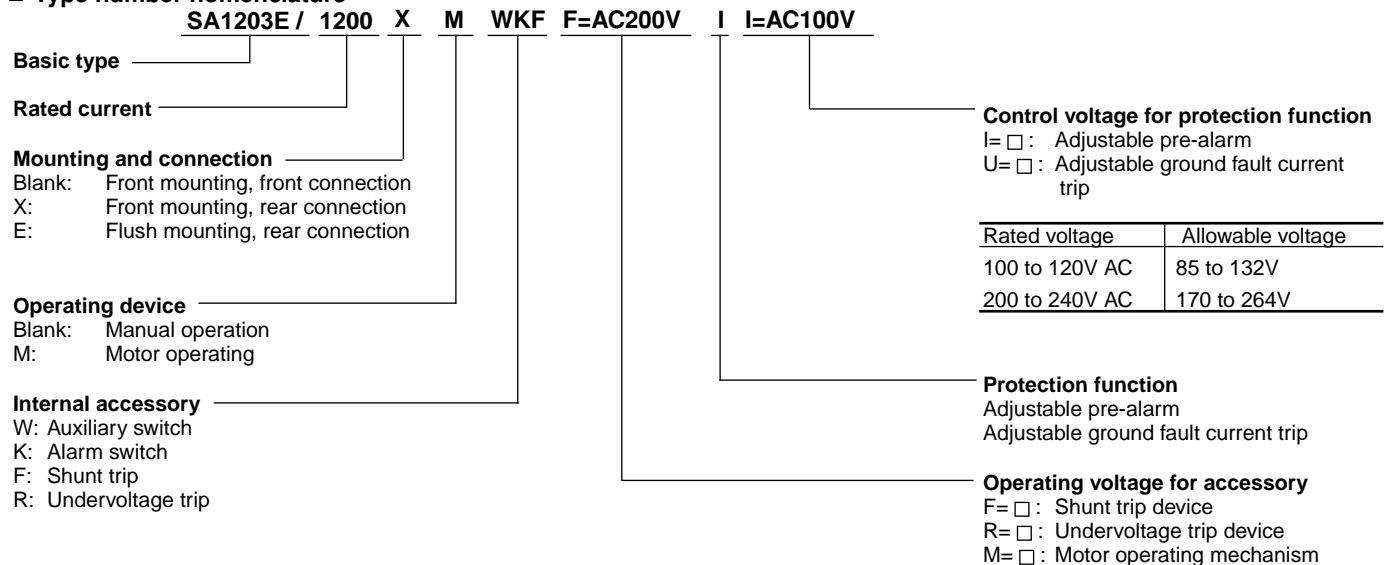 Type number nomenclature
SA1203E / 1200 X M WKF F=AC200V I I=AC100V
Basic type
Rated current
Mounting and connection
Blank: Front mounting, front connection
X: Front mounting, rear connection
E: Flush mounting, rear connection
Operating device
Blank: Manual operation
M: Motor operating
Internal accessory
W: Auxiliary switch
K: Alarm switch
F: Shunt trip
R: Undervoltage trip
Control voltage for protection function
I= □ : Adjustable pre-alarm
U= □ : Adjustable ground fault current
trip
Rated voltage Allowable voltage
100 to 120V AC 85 to 132V
200 to 240V AC 170 to 264V
Protection function
Adjustable pre-alarm
Adjustable ground fault current trip
Operating voltage for accessory
F= □ : Shunt trip device
R= □ : Undervoltage trip device
M= □ : Motor operating mechanism